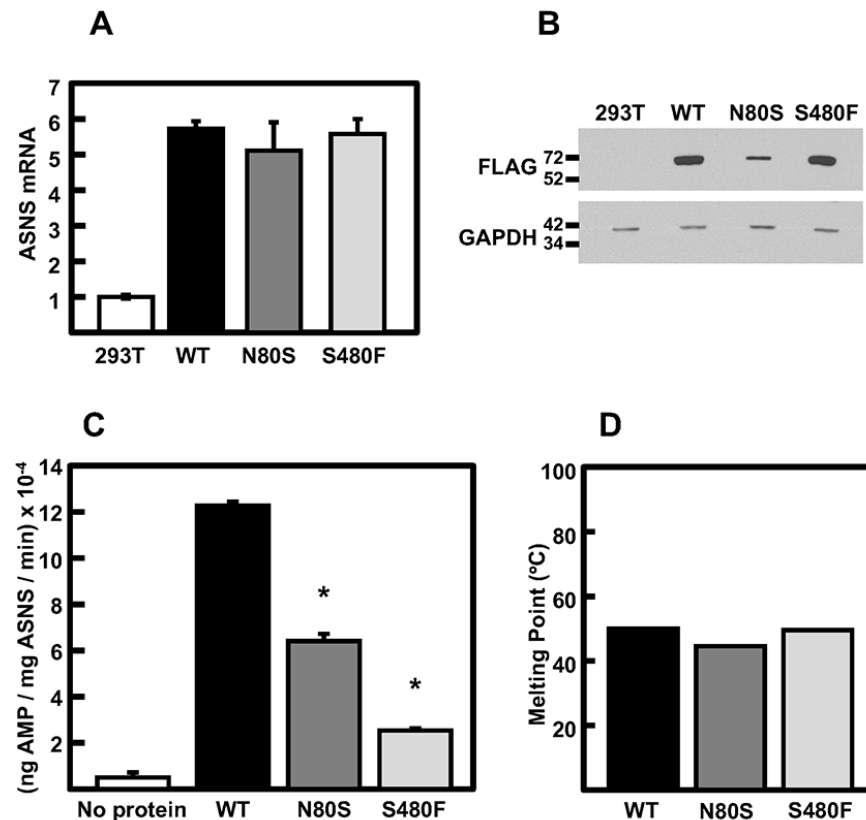 A
ASNS mRNA
7
6
5
4
3
2
1
293T WT N80S S480F
B
293T WT N80S S480F
FLAG
72
52
GAPDH
42
34
C
(ng AMP / mg ASNS / min) x 10-4
14
12
10
8
6
4
2
*
*
No protein WT N80S S480F
D
Melting Point (ºC)
100
80
60
40
20
WT N80S S480F